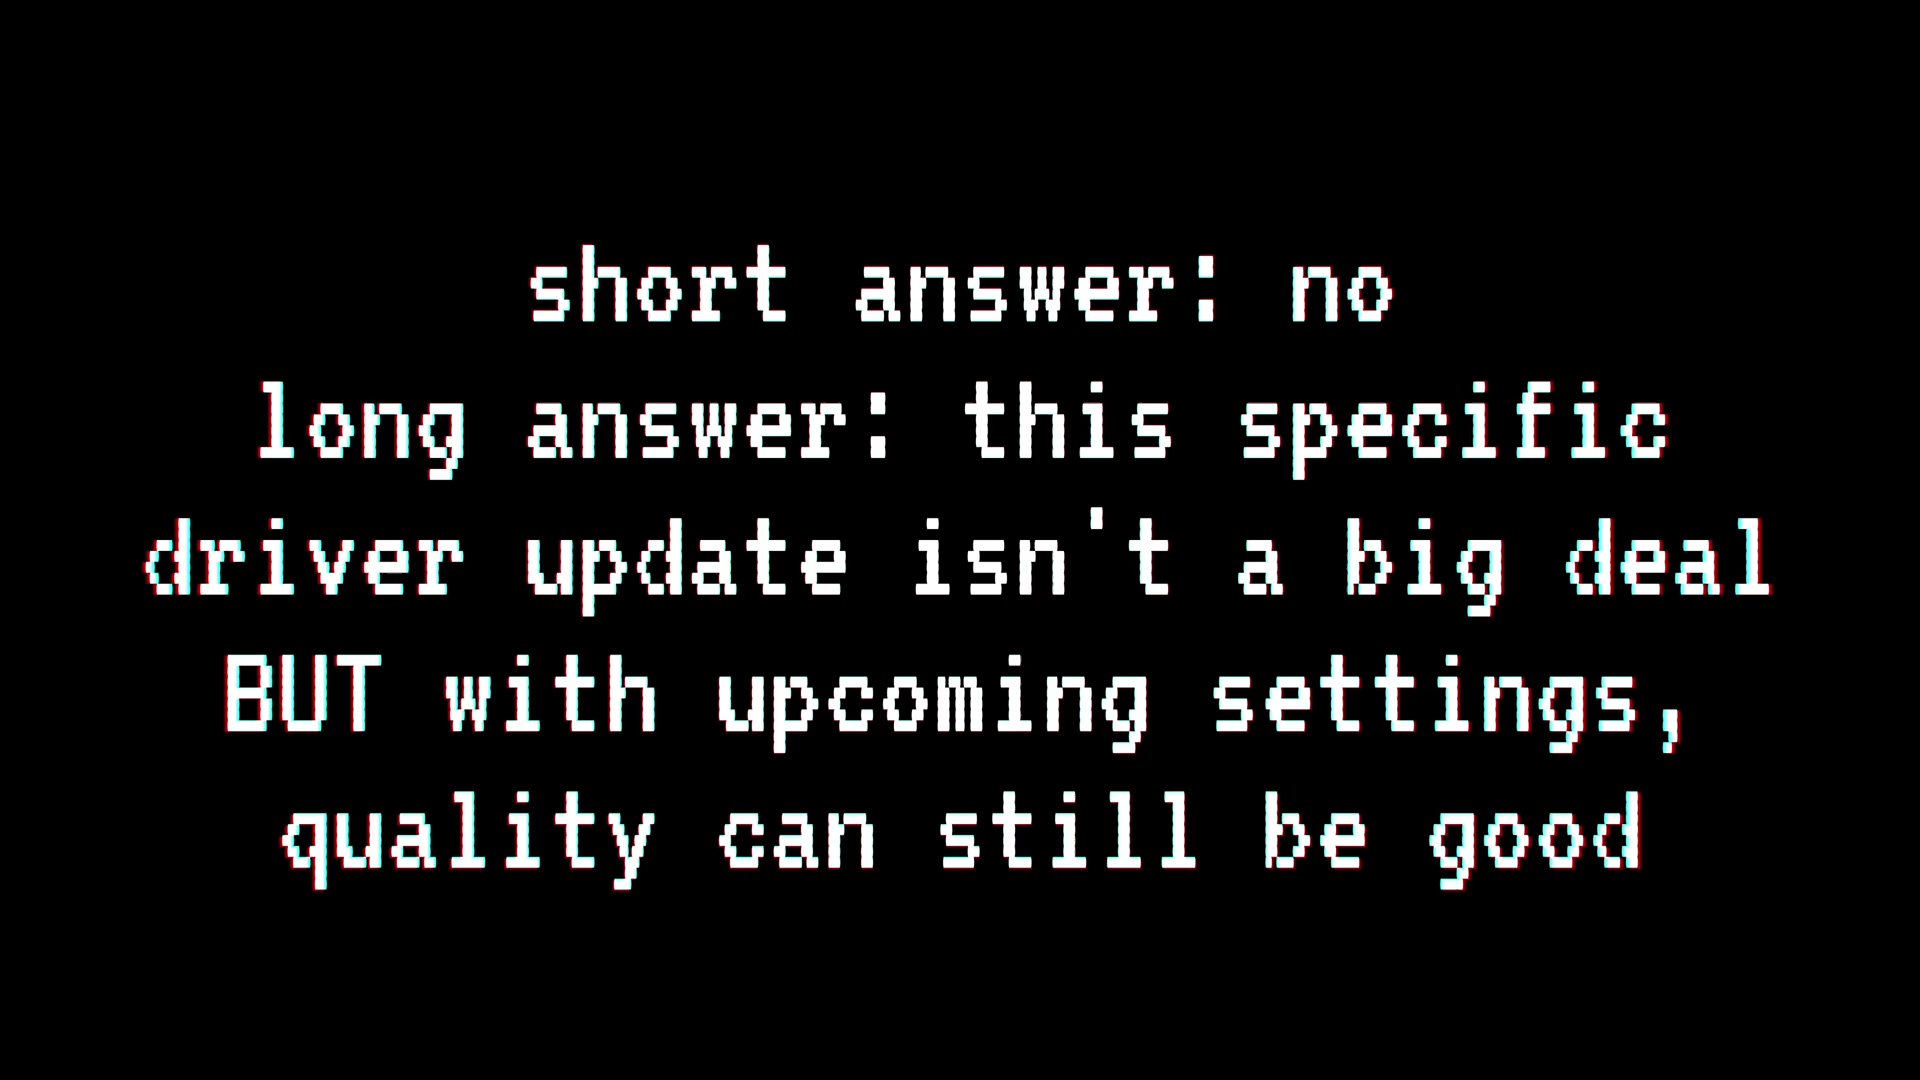 short answer: no
long answer: this specific
driver update isn't a big deal
BUT with upcoming settings,
quality can still be good